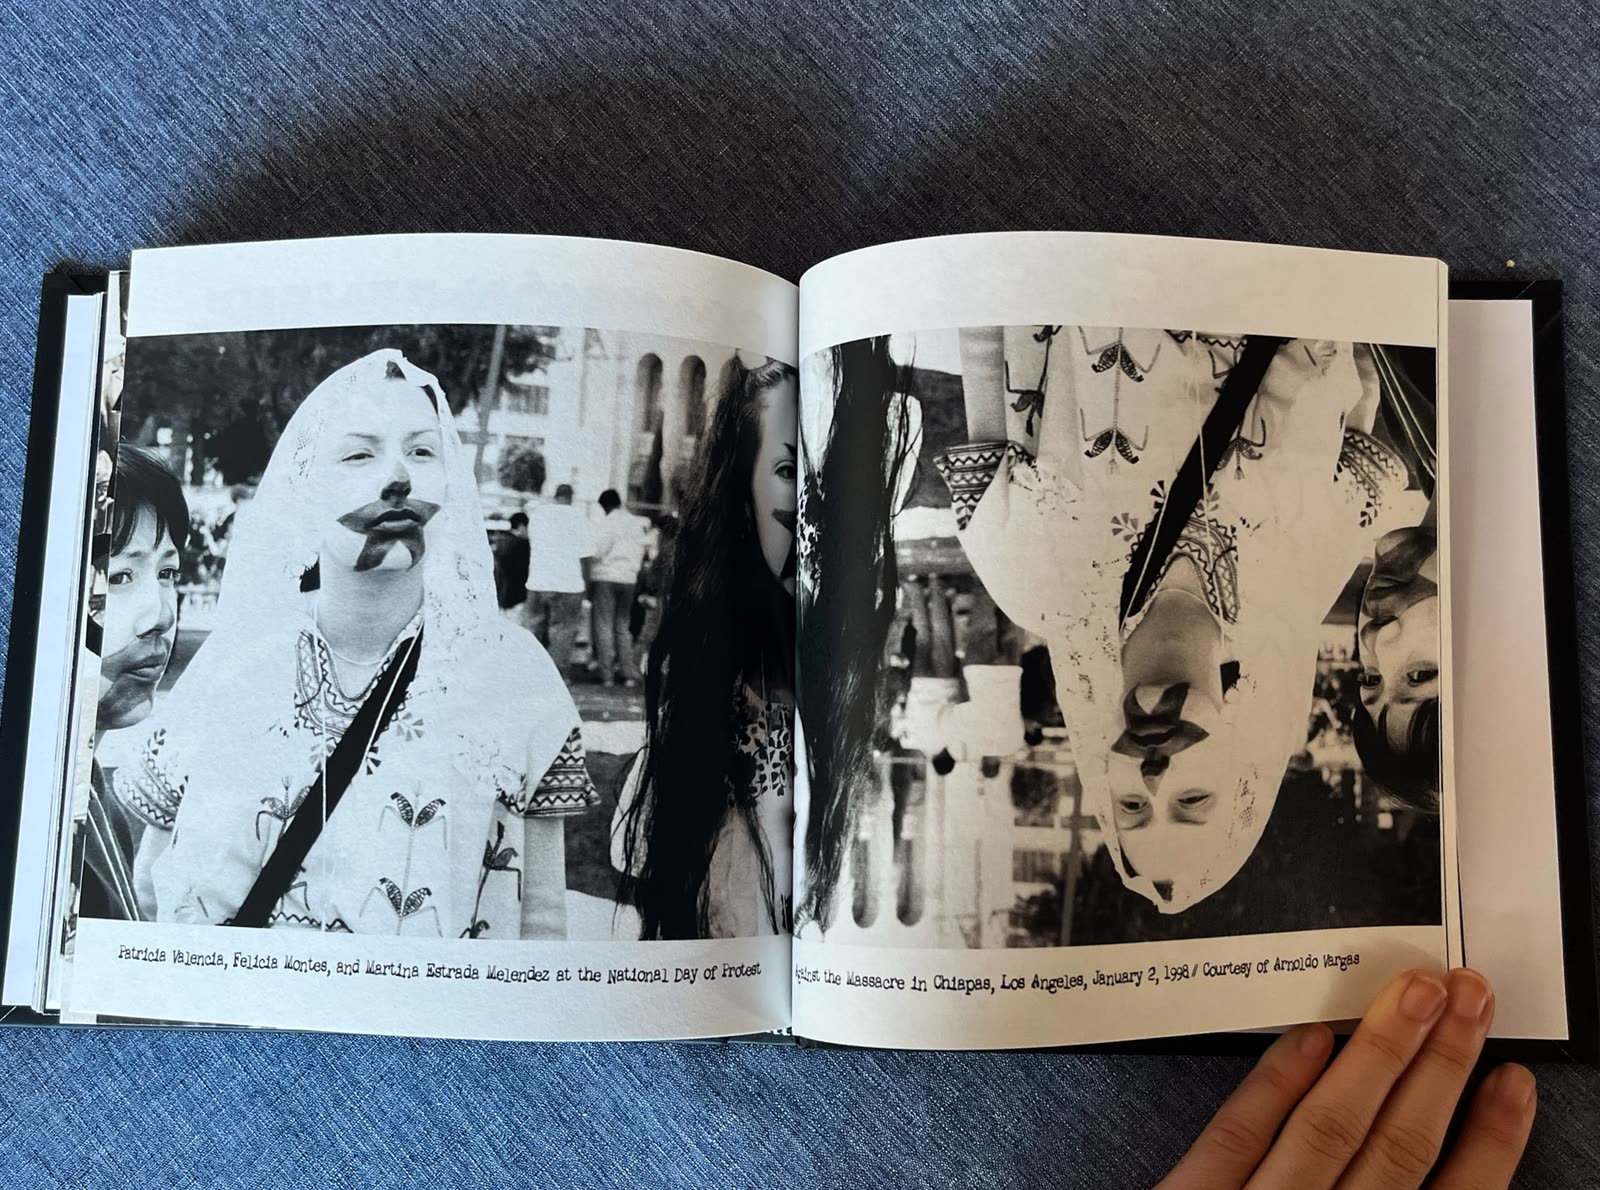 Patricia Valencia, Felicia Montes, and Martina Estrada Melendez at the National Day of Protest
Against the Massacre in Chiapas, Los Angeles, January 2, 1998 // Courtesy of Arnoldo Vargas